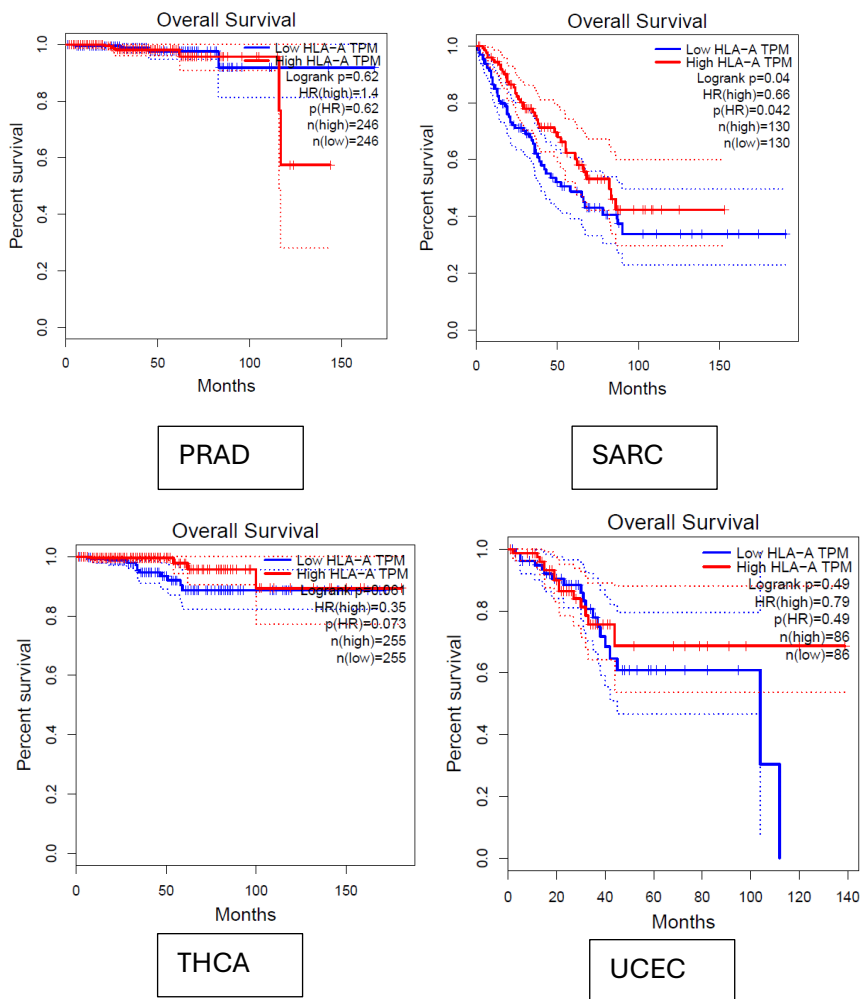 Overall Survival
Low HLA-A TPM
High HLA-A TPM
Logrank p=0.62
HR(high)=1.4
p(HR)=0.62
n(high)=246
n(low)=246
Percent survival
1.0
0.8
0.6
0.4
0.2
0.0
0 50 100 150
Months
PRAD
Overall Survival
Low HLA-A TPM
High HLA-A TPM
Logrank p=0.04
HR(high)=0.66
p(HR)=0.042
n(high)=130
n(low)=130
Percent survival
1.0
0.8
0.6
0.4
0.2
0.0
0 50 100 150
Months
SARC
Overall Survival
Low HLA-A TPM
High HLA-A TPM
Logrank p=0.061
HR(high)=0.35
p(HR)=0.073
n(high)=255
n(low)=255
Percent survival
1.0
0.8
0.6
0.4
0.2
0.0
0 50 100 150
Months
THCA
Overall Survival
Low HLA-A TPM
High HLA-A TPM
Logrank p=0.49
HR(high)=0.79
p(HR)=0.49
n(high)=86
n(low)=86
Percent survival
1.0
0.8
0.6
0.4
0.2
0.0
0 20 40 60 80 100 120 140
Months
UCEC